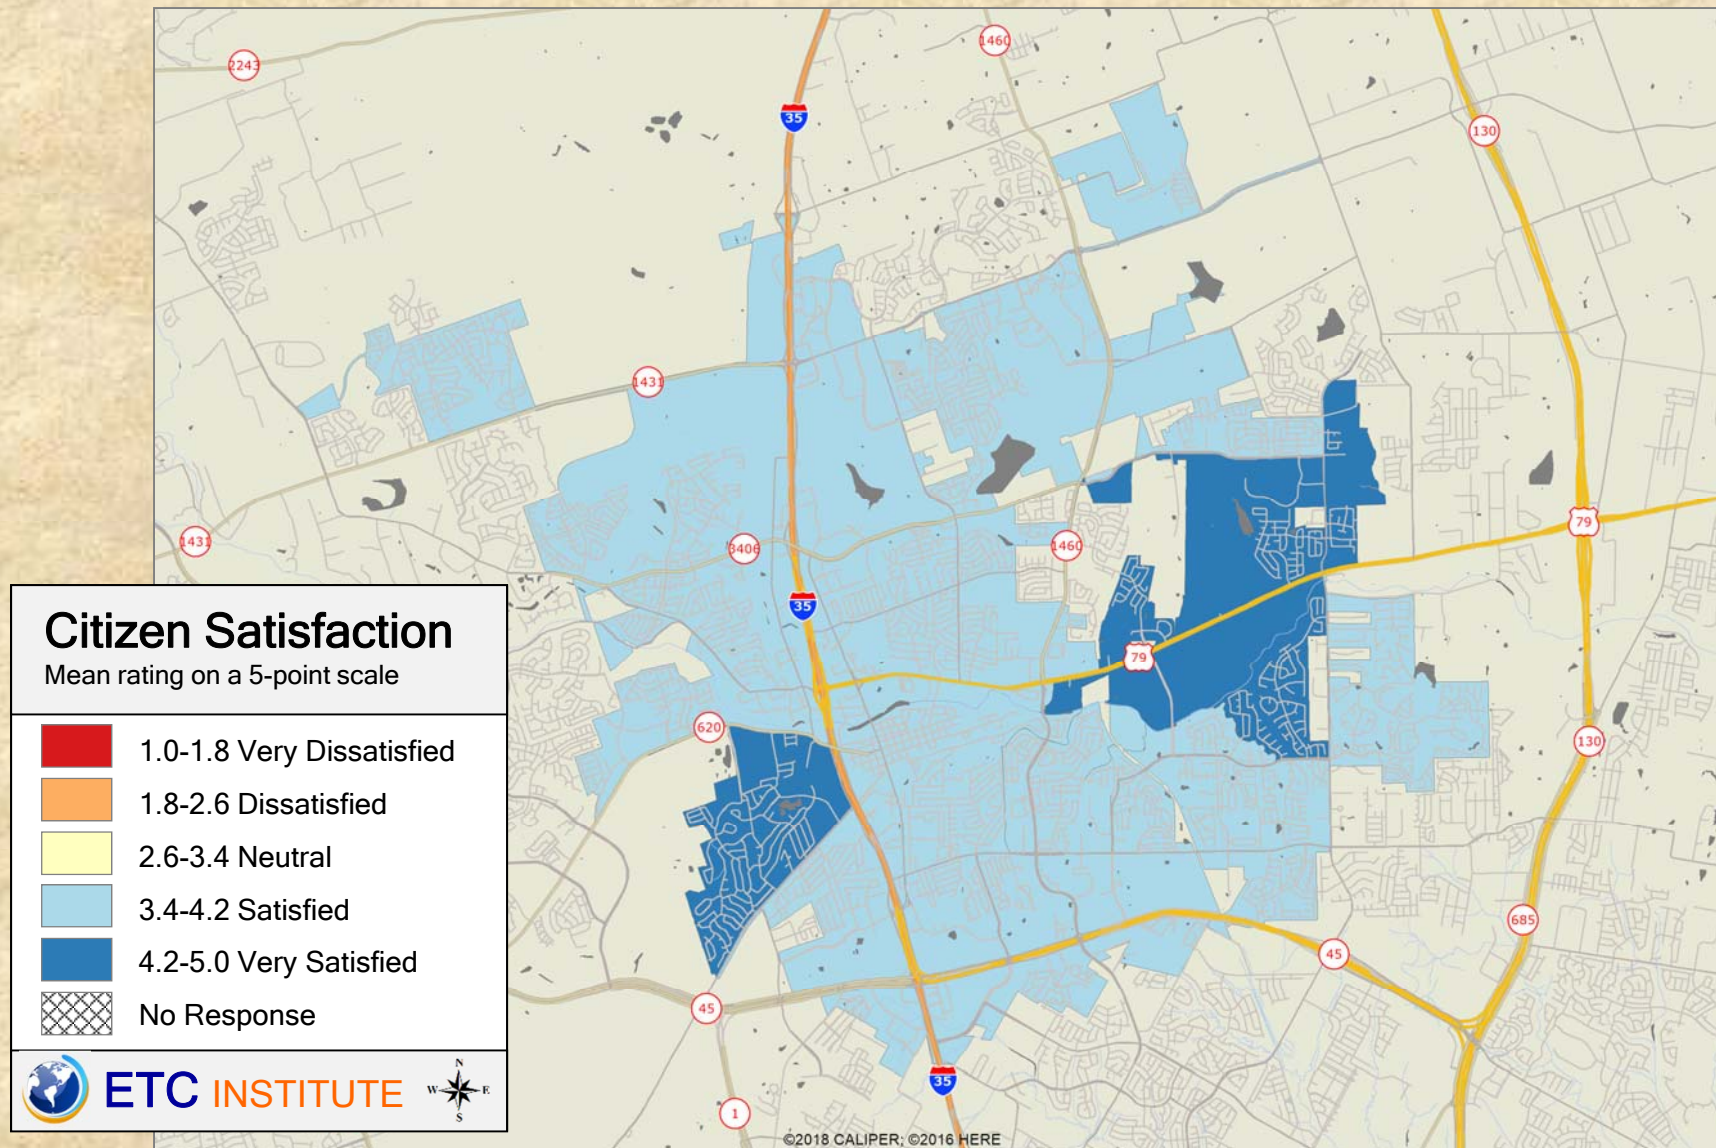 2243
1460
35
130
1431
1431
3406
1460
79
35
79
620
130
685
45
45
1
35
Citizen Satisfaction
Mean rating on a 5-point scale
1.0-1.8 Very Dissatisfied
1.8-2.6 Dissatisfied
2.6-3.4 Neutral
3.4-4.2 Satisfied
4.2-5.0 Very Satisfied
No Response
ETC INSTITUTE
N
W E
S
©2018 CALIPER; ©2016 HERE